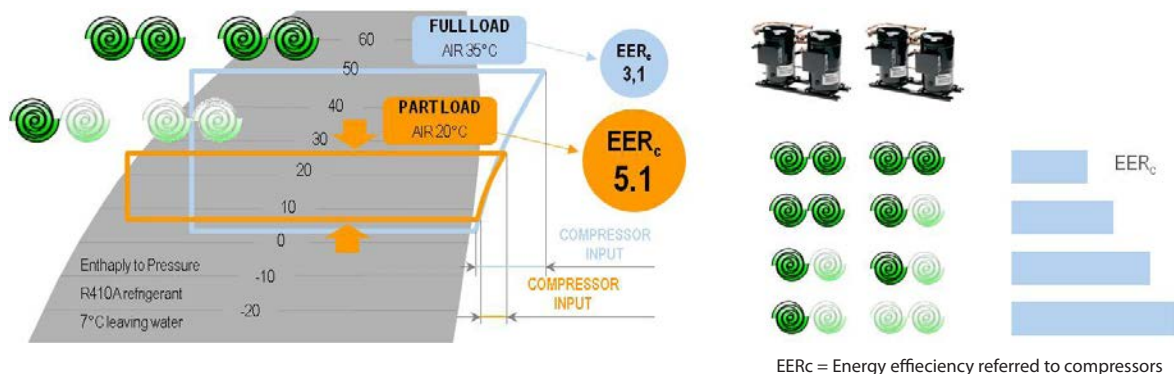 60
FULL LOAD
AIR 35°C
EERc
3,1
50
40
PART LOAD
AIR 20°C
30
EERc
5.1
20
10
0
COMPRESSOR
INPUT
Enthaply to Pressure
-10
R410A refrigerant
COMPRESSOR
INPUT
-20
7°C leaving water
EERc
EERc = Energy effieciency referred to compressors